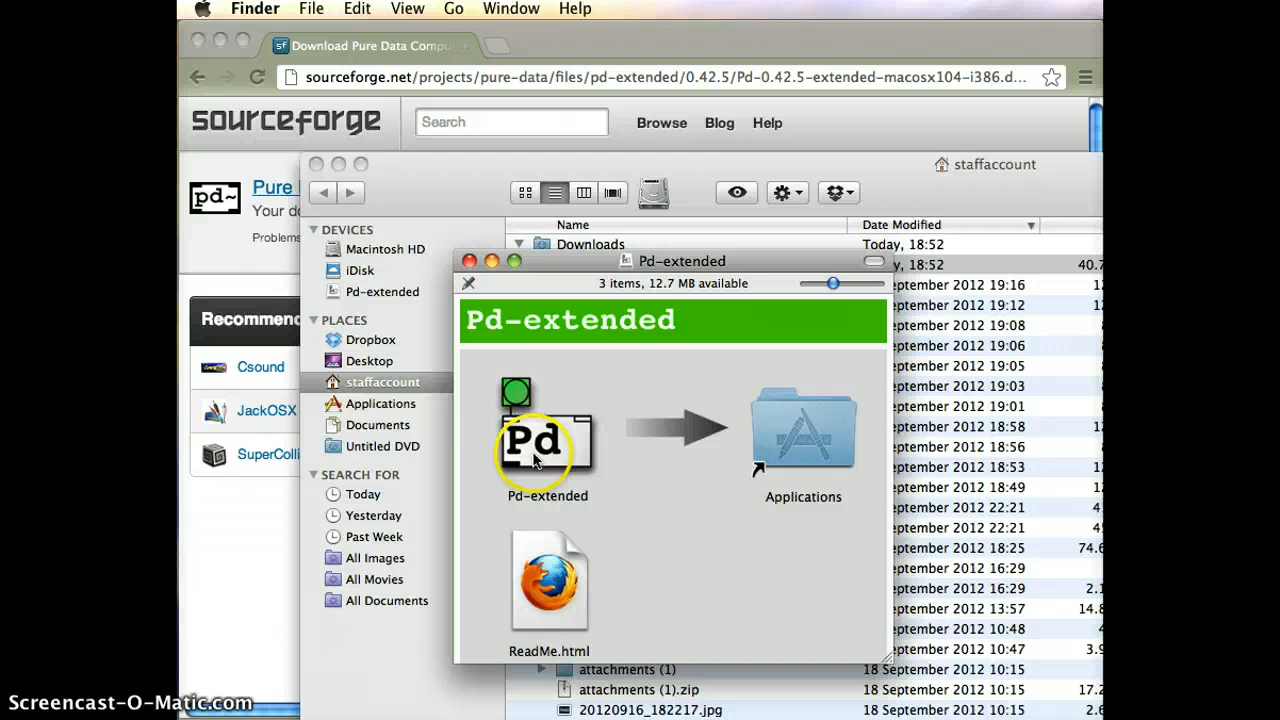 Finder File Edit View Go Window Help
sf Download Pure Data Compu
sourceforge.net/projects/pure-data/files/pd-extended/0.42.5/Pd-0.42.5-extended-macosx104-i386.d...
sourceforge Search Browse Blog Help
pd~ Pure
Your do
Problems
staffaccount
Name Date Modified
Downloads Today, 18:52
DEVICES
Macintosh HD
iDisk
Pd-extended
PLACES
Dropbox
Desktop
staffaccount
Applications
Documents
Untitled DVD
SEARCH FOR
Today
Yesterday
Past Week
All Images
All Movies
All Documents
Recommend
Csound
JackOSX
SuperColli
Pd-extended
3 items, 12.7 MB available
Pd-extended
Pd
Pd-extended
Applications
ReadMe.html
y, 18:52 40.7
eptember 2012 19:16
eptember 2012 19:12
eptember 2012 19:08
eptember 2012 19:06
eptember 2012 19:05
eptember 2012 19:03
eptember 2012 19:01
eptember 2012 18:58
eptember 2012 18:56
eptember 2012 18:53
eptember 2012 18:49
eptember 2012 22:21
eptember 2012 22:21
eptember 2012 18:25 74.6
eptember 2012 16:29
eptember 2012 16:29 2.1
eptember 2012 13:57 14.8
eptember 2012 10:48
eptember 2012 10:47 3.9
attachments (1) 18 September 2012 10:15
attachments (1).zip 18 September 2012 10:15 17.2
20120916_182217.jpg 18 September 2012 10:15 2.6
Screencast-O-Matic.com